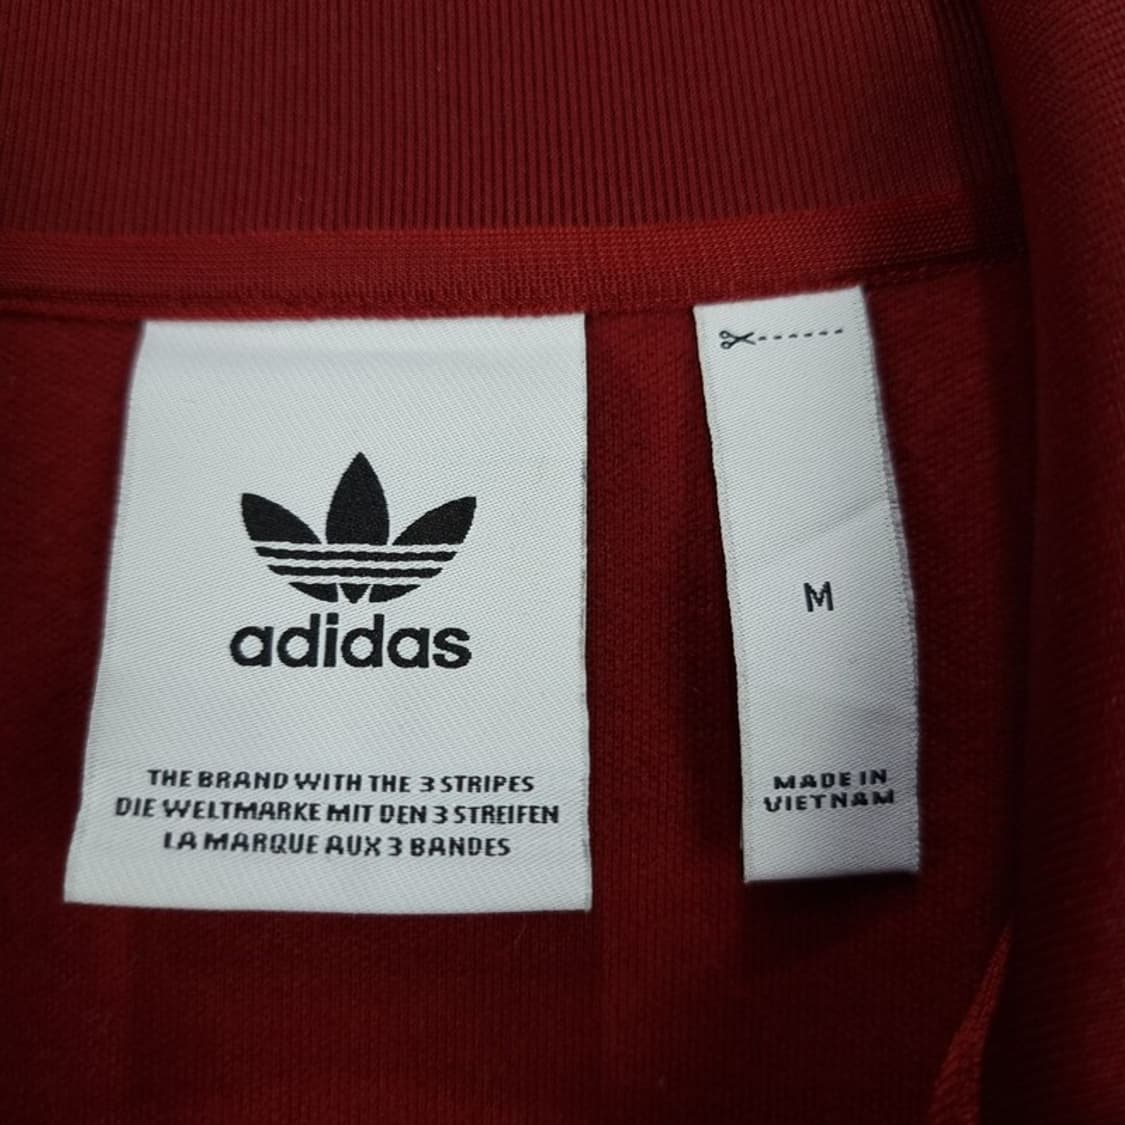 adidas
THE BRAND WITH THE 3 STRIPES
DIE WELTMARKE MIT DEN 3 STREIFEN
LA MARQUE AUX 3 BANDES
M
MADE IN
VIETNAM